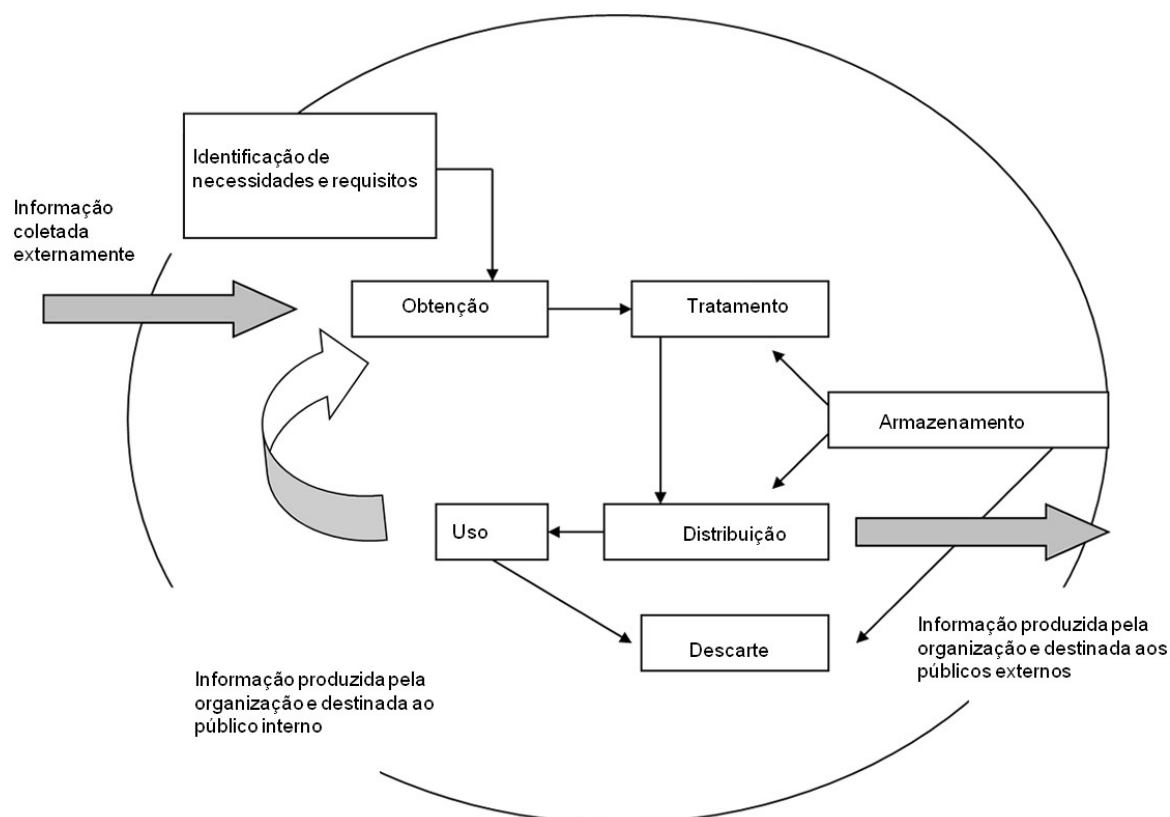 Identificação de
necessidades e requisitos
Informação
coletada
externamente
Obtenção
Tratamento
Armazenamento
Uso
Distribuição
Descarte
Informação produzida pela
organização e destinada aos
públicos externos
Informação produzida pela
organização e destinada ao
público interno